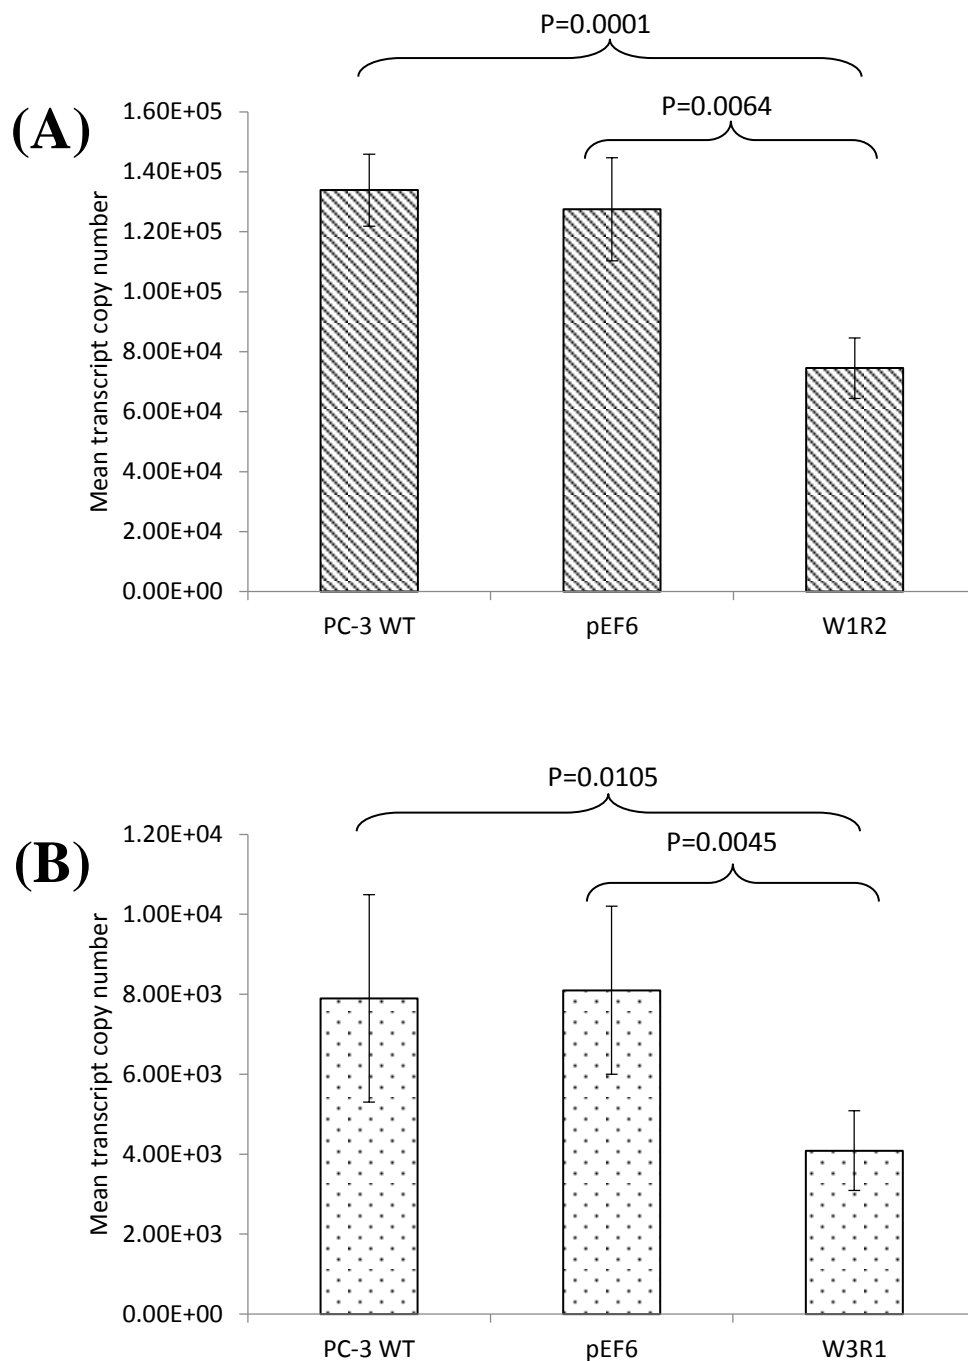 P=0.0001
P=0.0064
(A)
Mean transcript copy number
1.60E+05
1.40E+05
1.20E+05
1.00E+05
8.00E+04
6.00E+04
4.00E+04
2.00E+04
0.00E+00
PC-3 WT pEF6 W1R2
P=0.0105
P=0.0045
(B)
Mean transcript copy number
1.20E+04
1.00E+04
8.00E+03
6.00E+03
4.00E+03
2.00E+03
0.00E+00
PC-3 WT pEF6 W3R1